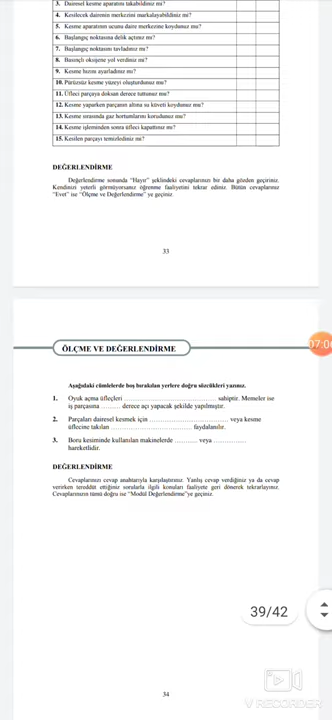 3. Dairesel kesme aparatını takabildiniz mi?
4. Kesilecek dairenin merkezini markalayabildiniz mi?
5. Kesme aparatının ucunu daire merkezine koydunuz mu?
6. Başlangıç noktasına delik açtınız mı?
7. Başlangıç noktasını tavladınız mı?
8. Basınçlı oksijene yol verdiniz mi?
9. Kesme hızını ayarladınız mı?
10. Pürüzsüz kesme yüzeyi oluşturdunuz mu?
11. Üfleci parçaya doksan derece tuttunuz mu?
12. Kesme yaparken parçanın altına su küveti koydunuz mu?
13. Kesme sırasında gaz hortumlarını korudunuz mu?
14. Kesme işleminden sonra üfleci kapattınız mı?
15. Kesilen parçayı temizlediniz mi?
DEĞERLENDİRME
Değerlendirme sonunda “Hayır” şeklindeki cevaplarınızı bir daha gözden geçiriniz.
Kendinizi yeterli görmüyorsanız öğrenme faaliyetini tekrar ediniz. Bütün cevaplarınız
“Evet” ise “Ölçme ve Değerlendirme”ye geçiniz.
33
ÖLÇME VE DEĞERLENDİRME
07:04
Aşağıdaki cümlelerde boş bırakılan yerlere doğru sözcükleri yazınız.
1. Oyuk açma üfleçleri ........................................ sahiptir. Memeler ise
iş parçasına ......... derece açı yapacak şekilde yapılmıştır.
2. Parçaları dairesel kesmek için ................................... veya kesme
üflecine takılan ................................... faydalanılır.
3. Boru kesiminde kullanılan makinelerde .......... veya ..............
hareketlidir.
DEĞERLENDİRME
Cevaplarınızı cevap anahtarıyla karşılaştırınız. Yanlış cevap verdiğiniz ya da cevap
verirken tereddüt ettiğiniz sorularla ilgili konuları faaliyete geri dönerek tekrarlayınız.
Cevaplarınızın tümü doğru ise “Modül Değerlendirme”ye geçiniz.
39/42
V RECORDER
34